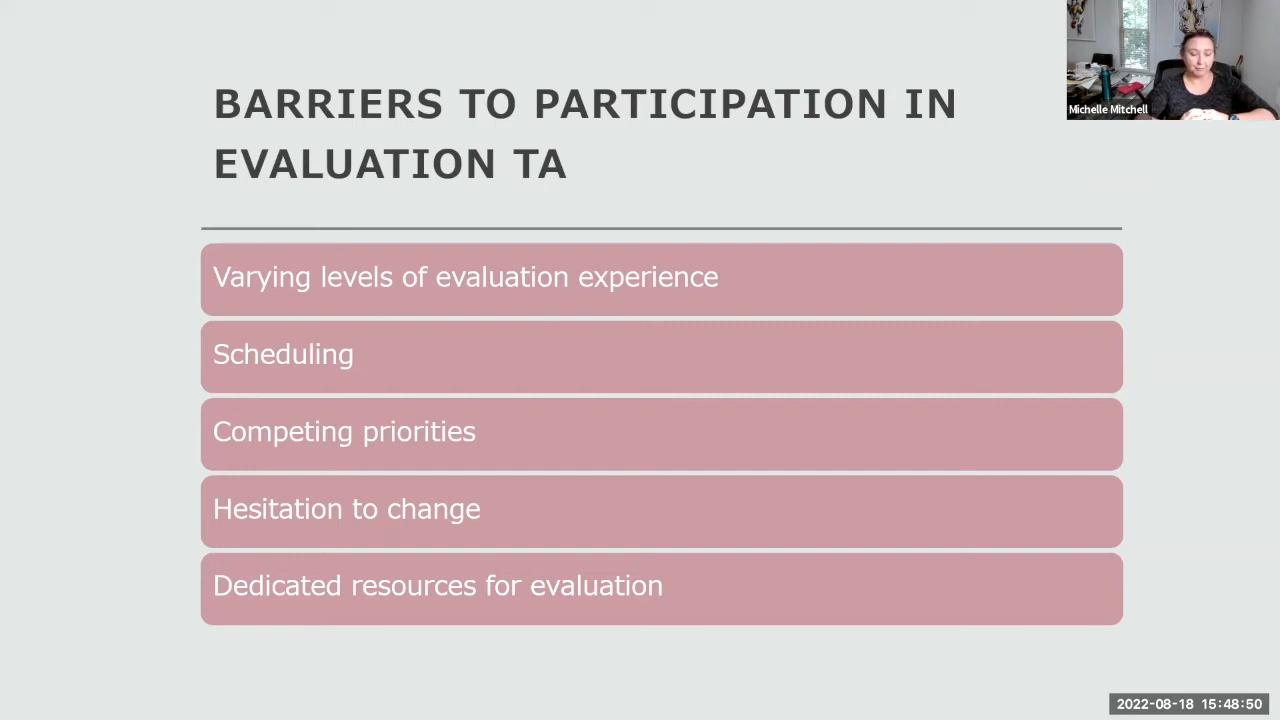 BARRIERS TO PARTICIPATION IN
EVALUATION TA
Michelle Mitchell
Varying levels of evaluation experience
Scheduling
Competing priorities
Hesitation to change
Dedicated resources for evaluation
2022-08-18 15:48:50